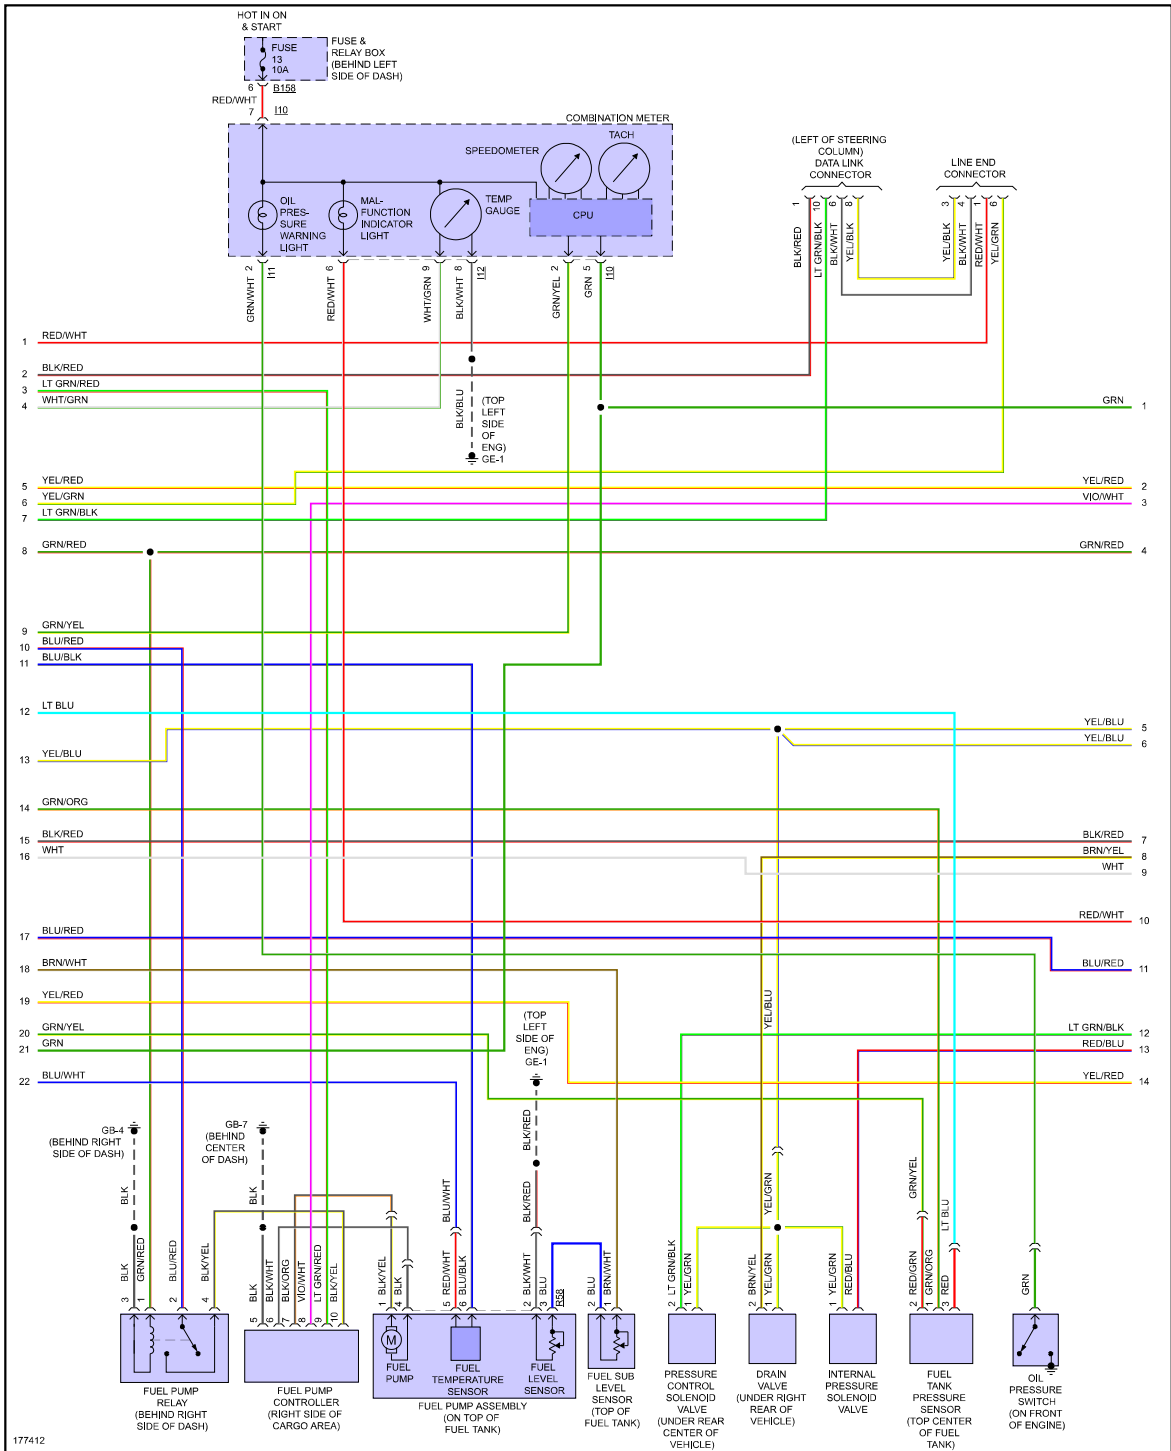 HOT IN ON
& START
FUSE
13
10A
FUSE &
RELAY BOX
(BEHIND LEFT
SIDE OF DASH)
6 B158
RED/WHT
7 I10
COMBINATION METER
SPEEDOMETER
TACH
OIL
PRES-
SURE
WARNING
LIGHT
MAL-
FUNCTION
INDICATOR
LIGHT
TEMP
GAUGE
CPU
(LEFT OF STEERING
COLUMN)
DATA LINK
CONNECTOR
LINE END
CONNECTOR
1
10
6
8
3
4
1
6
BLK/RED
LT GRN/BLK
BLK/WHT
YEL/BLK
YEL/BLK
BLK/WHT
RED/WHT
YEL/GRN
2
I11
6
9
8
I12
2
5
I10
GRN/WHT
RED/WHT
WHT/GRN
BLK/WHT
GRN/YEL
GRN
1 RED/WHT
2 BLK/RED
3 LT GRN/RED
4 WHT/GRN
BLK/BLU
(TOP
LEFT
SIDE
OF
ENG)
GE-1
GRN 1
5 YEL/RED
6 YEL/GRN
7 LT GRN/BLK
YEL/RED 2
VIO/WHT 3
8 GRN/RED
GRN/RED 4
9 GRN/YEL
10 BLU/RED
11 BLU/BLK
12 LT BLU
YEL/BLU 5
YEL/BLU 6
13 YEL/BLU
14 GRN/ORG
15 BLK/RED
16 WHT
BLK/RED 7
BRN/YEL 8
WHT 9
RED/WHT 10
17 BLU/RED
BLU/RED 11
18 BRN/WHT
19 YEL/RED
20 GRN/YEL
21 GRN
22 BLU/WHT
YEL/BLU
(TOP
LEFT
SIDE OF
ENG)
GE-1
LT GRN/BLK 12
RED/BLU 13
YEL/RED 14
GB-4
(BEHIND RIGHT
SIDE OF DASH)
GB-7
(BEHIND
CENTER
OF DASH)
BLK
BLK
BLU/WHT
BLK/RED
BLK/RED
YEL/GRN
GRN/YEL
LT BLU
BLK
GRN/RED
BLU/RED
BLK/YEL
3
1
2
4
BLK
BLK/WHT
BLK/ORG
VIO/WHT
LT GRN/RED
BLK/YEL
5
6
7
8
9
10
BLK/YEL
BLK
RED/WHT
BLU/BLK
BLK/WHT
BLU
1
4
5
6
2
3
R58
BLU
BRN/WHT
2
1
LT GRN/BLK
YEL/GRN
2
1
BRN/YEL
YEL/GRN
2
1
YEL/GRN
RED/BLU
1
2
RED/GRN
GRN/ORG
RED
2
1
3
GRN
M
FUEL
PUMP
FUEL
TEMPERATURE
SENSOR
FUEL
LEVEL
SENSOR
FUEL PUMP
RELAY
(BEHIND RIGHT
SIDE OF DASH)
FUEL PUMP
CONTROLLER
(RIGHT SIDE OF
CARGO AREA)
FUEL PUMP ASSEMBLY
(ON TOP OF
FUEL TANK)
FUEL SUB
LEVEL
SENSOR
(TOP OF
FUEL TANK)
PRESSURE
CONTROL
SOLENOID
VALVE
(UNDER REAR
CENTER OF
VEHICLE)
DRAIN
VALVE
(UNDER RIGHT
REAR OF
VEHICLE)
INTERNAL
PRESSURE
SOLENOID
VALVE
FUEL
TANK
PRESSURE
SENSOR
(TOP CENTER
OF FUEL
TANK)
OIL
PRESSURE
SWITCH
(ON FRONT
OF ENGINE)
177412